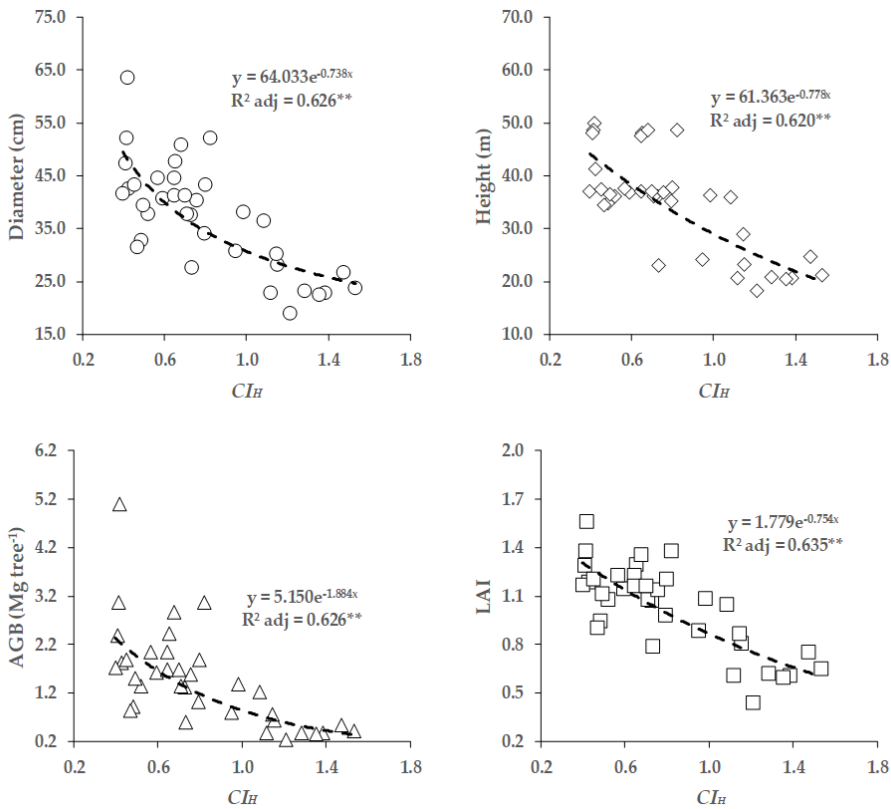 75.0
65.0
55.0
45.0
35.0
25.0
15.0
Diameter (cm)
y = 64.033e^-0.738x
R² adj = 0.626**
0.2 0.6 1.0 1.4 1.8
CI_H
70.0
60.0
50.0
40.0
30.0
20.0
10.0
Height (m)
y = 61.363e^-0.778x
R² adj = 0.620**
0.2 0.6 1.0 1.4 1.8
CI_H
6.2
5.2
4.2
3.2
2.2
1.2
0.2
AGB (Mg tree⁻¹)
y = 5.150e^-1.884x
R² adj = 0.626**
0.2 0.6 1.0 1.4 1.8
CI_H
2.0
1.7
1.4
1.1
0.8
0.5
0.2
LAI
y = 1.779e^-0.754x
R² adj = 0.635**
0.2 0.6 1.0 1.4 1.8
CI_H